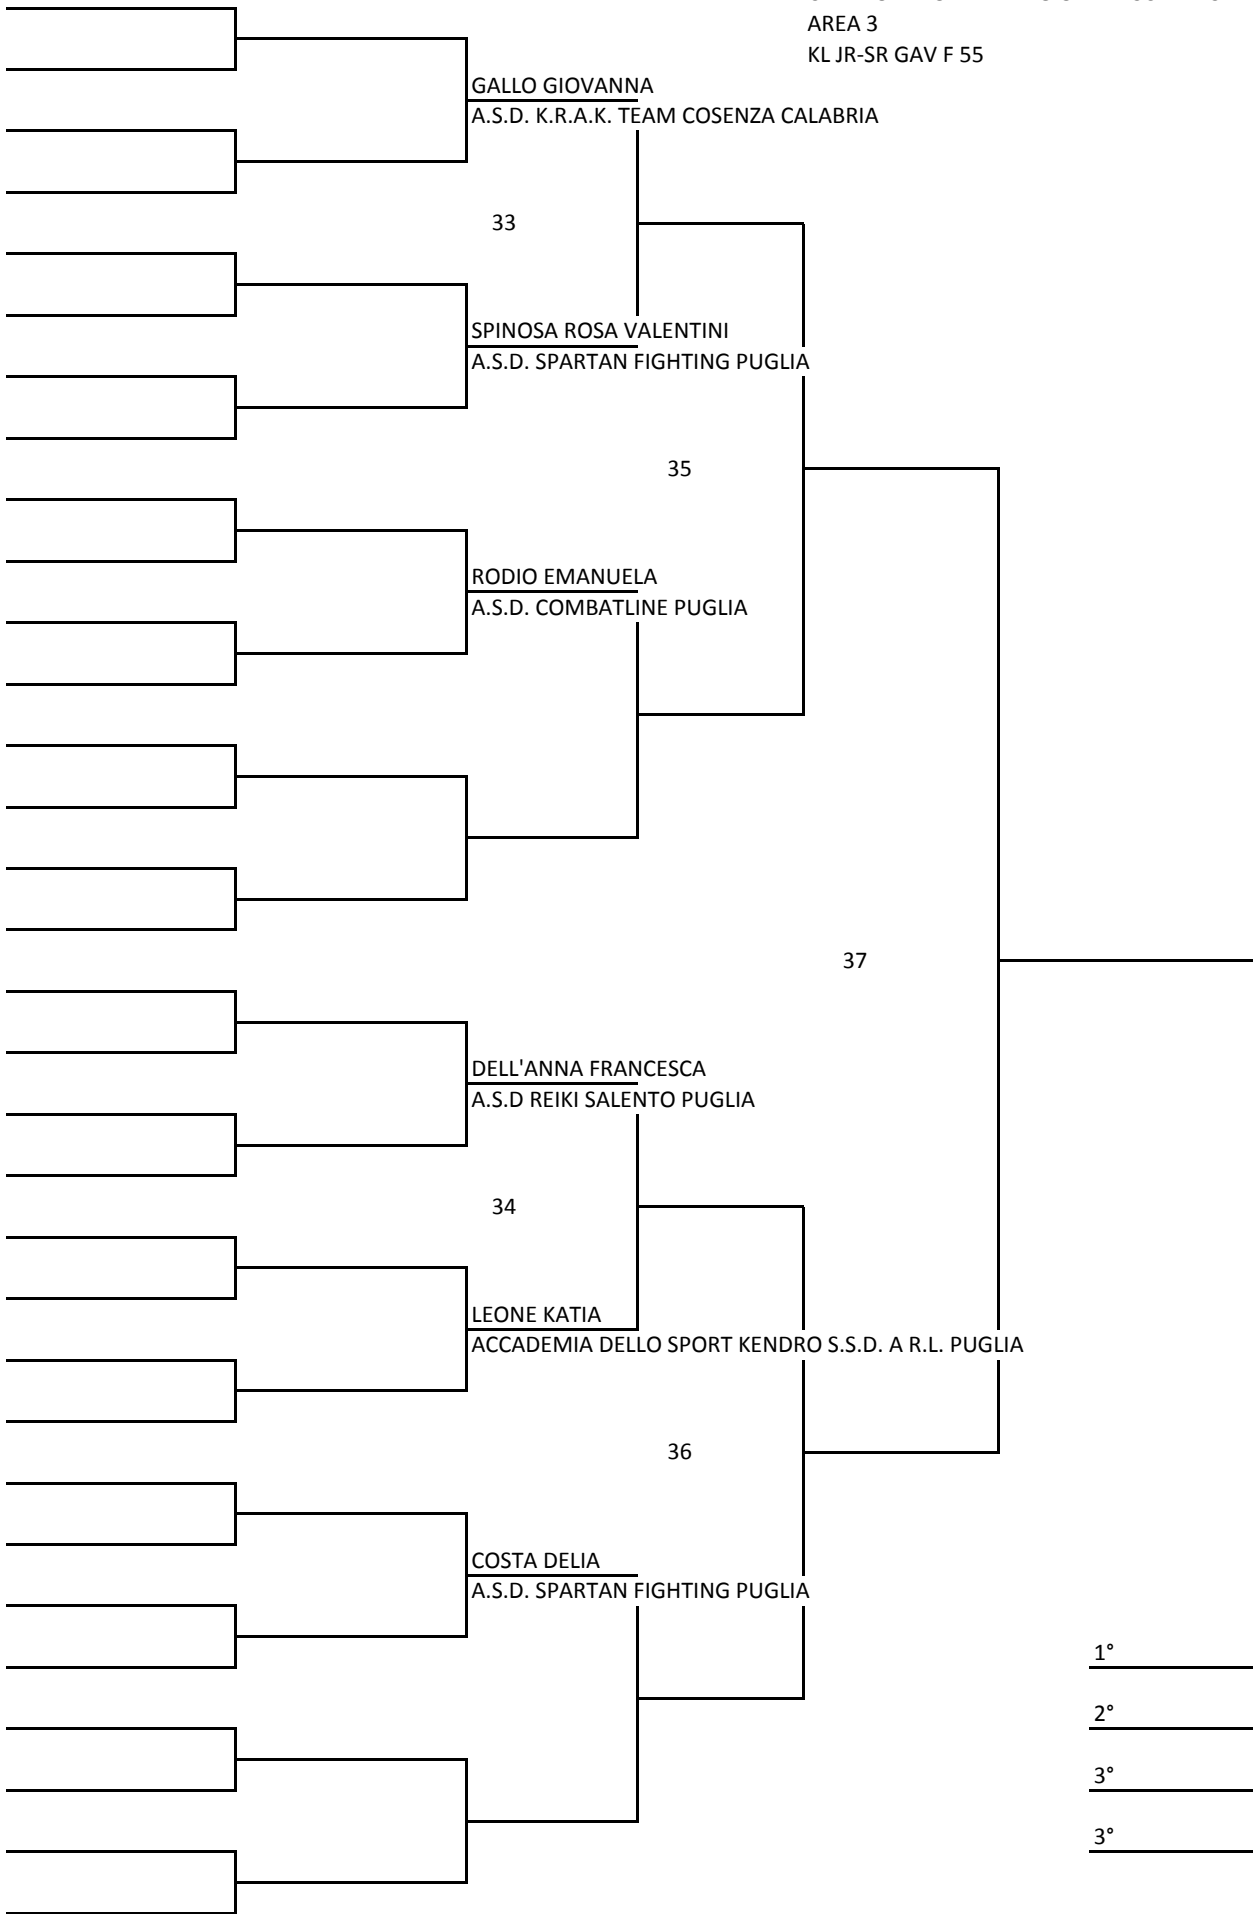 AREA 3
KL JR-SR GAV F 55
GALLO GIOVANNA
A.S.D. K.R.A.K. TEAM COSENZA CALABRIA
33
SPINOSA ROSA VALENTINI
A.S.D. SPARTAN FIGHTING PUGLIA
35
RODIO EMANUELA
A.S.D. COMBATLINE PUGLIA
37
DELL'ANNA FRANCESCA
A.S.D REIKI SALENTO PUGLIA
34
LEONE KATIA
ACCADEMIA DELLO SPORT KENDRO S.S.D. A R.L. PUGLIA
36
COSTA DELIA
A.S.D. SPARTAN FIGHTING PUGLIA
1°
2°
3°
3°